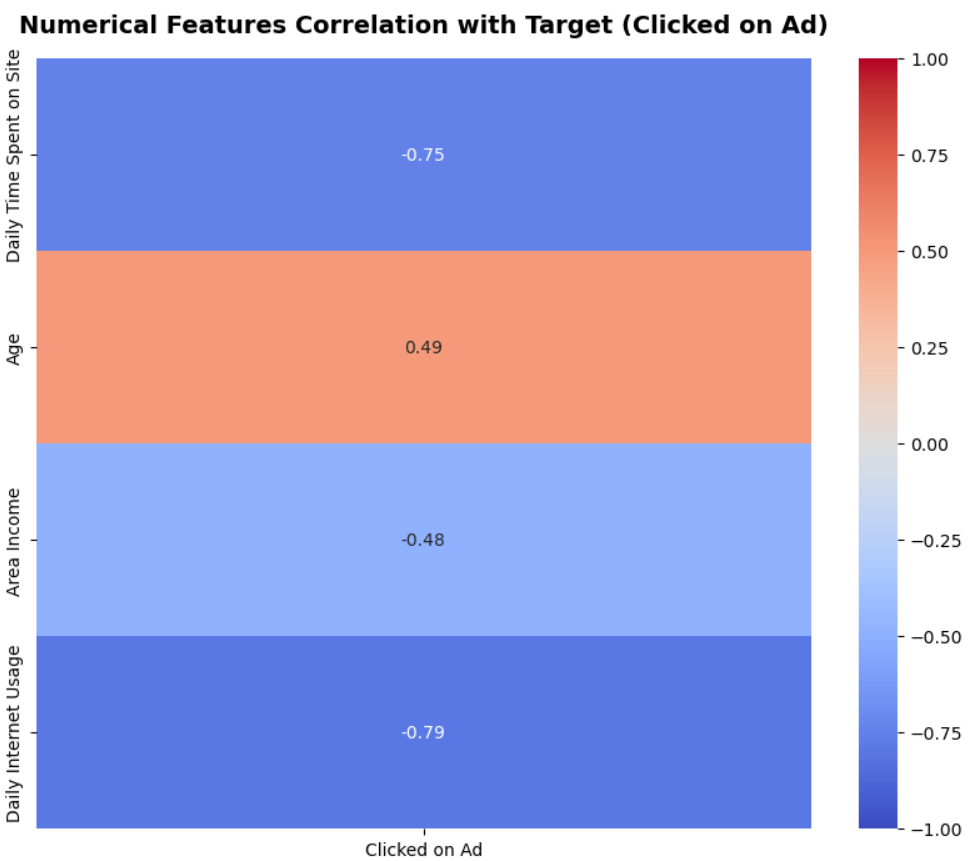 Numerical Features Correlation with Target (Clicked on Ad)
Daily Time Spent on Site
-0.75
Age
0.49
Area Income
-0.48
Daily Internet Usage
-0.79
Clicked on Ad
1.00
0.75
0.50
0.25
0.00
−0.25
−0.50
−0.75
−1.00